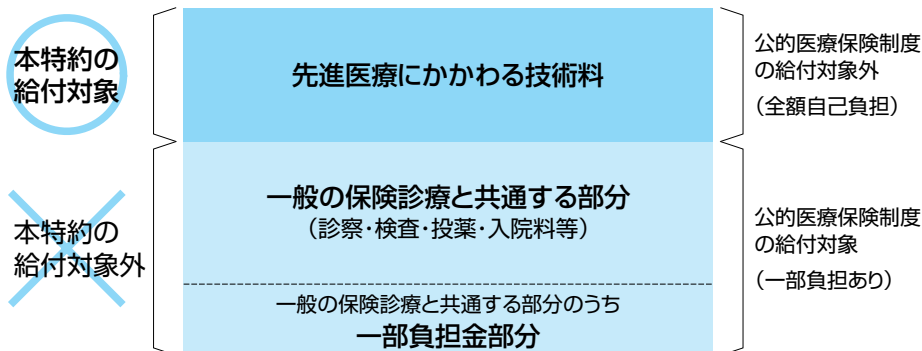 本特約の
給付対象
先進医療にかかわる技術料
公的医療保険制度
の給付対象外
（全額自己負担）
本特約の
給付対象外
一般の保険診療と共通する部分
（診察・検査・投薬・入院料等）
一般の保険診療と共通する部分のうち
一部負担金部分
公的医療保険制度
の給付対象
（一部負担あり）